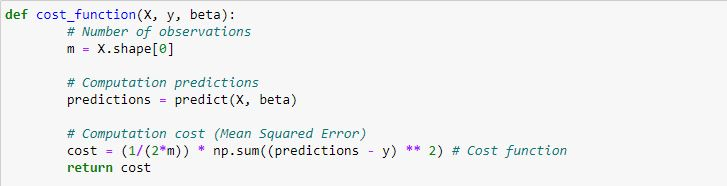 def cost_function(X, y, beta):
        # Number of observations
        m = X.shape[0]

        # Computation predictions
        predictions = predict(X, beta)

        # Computation cost (Mean Squared Error)
        cost = (1/(2*m)) * np.sum((predictions - y) ** 2) # Cost function
        return cost